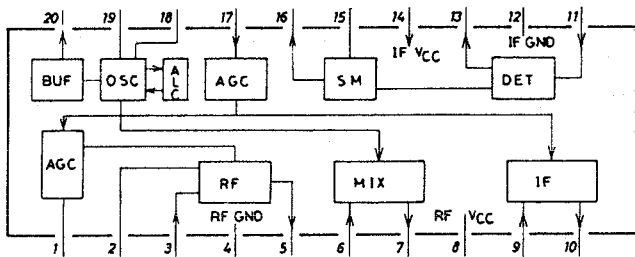 20 19 18 17 16 15 14 13 12 11
IF VCC
IF GND
BUF OSC ALC AGC SM DET
AGC RF MIX IF
RF GND
RF VCC
1 2 3 4 5 6 7 8 9 10